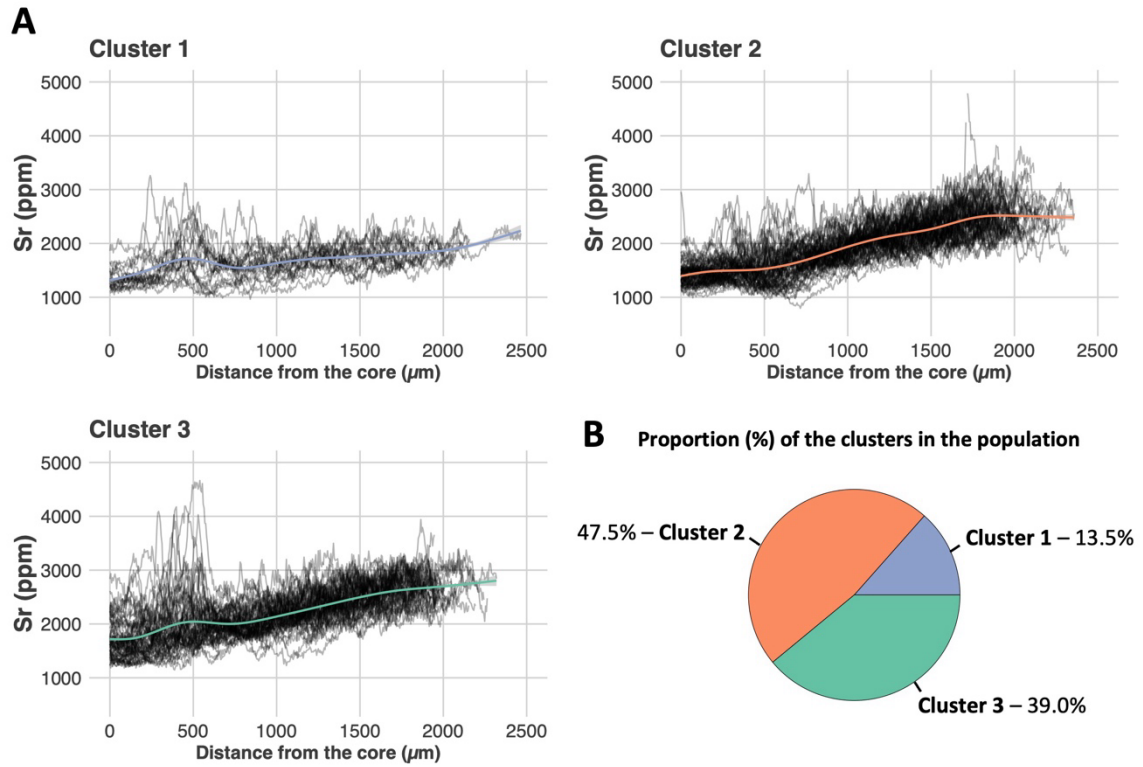 A
Cluster 1
5000
4000
3000
2000
1000
Sr (ppm)
0 500 1000 1500 2000 2500
Distance from the core (µm)
Cluster 2
5000
4000
3000
2000
1000
Sr (ppm)
0 500 1000 1500 2000 2500
Distance from the core (µm)
Cluster 3
5000
4000
3000
2000
1000
Sr (ppm)
0 500 1000 1500 2000 2500
Distance from the core (µm)
B Proportion (%) of the clusters in the population
47.5% – Cluster 2
Cluster 1 – 13.5%
Cluster 3 – 39.0%